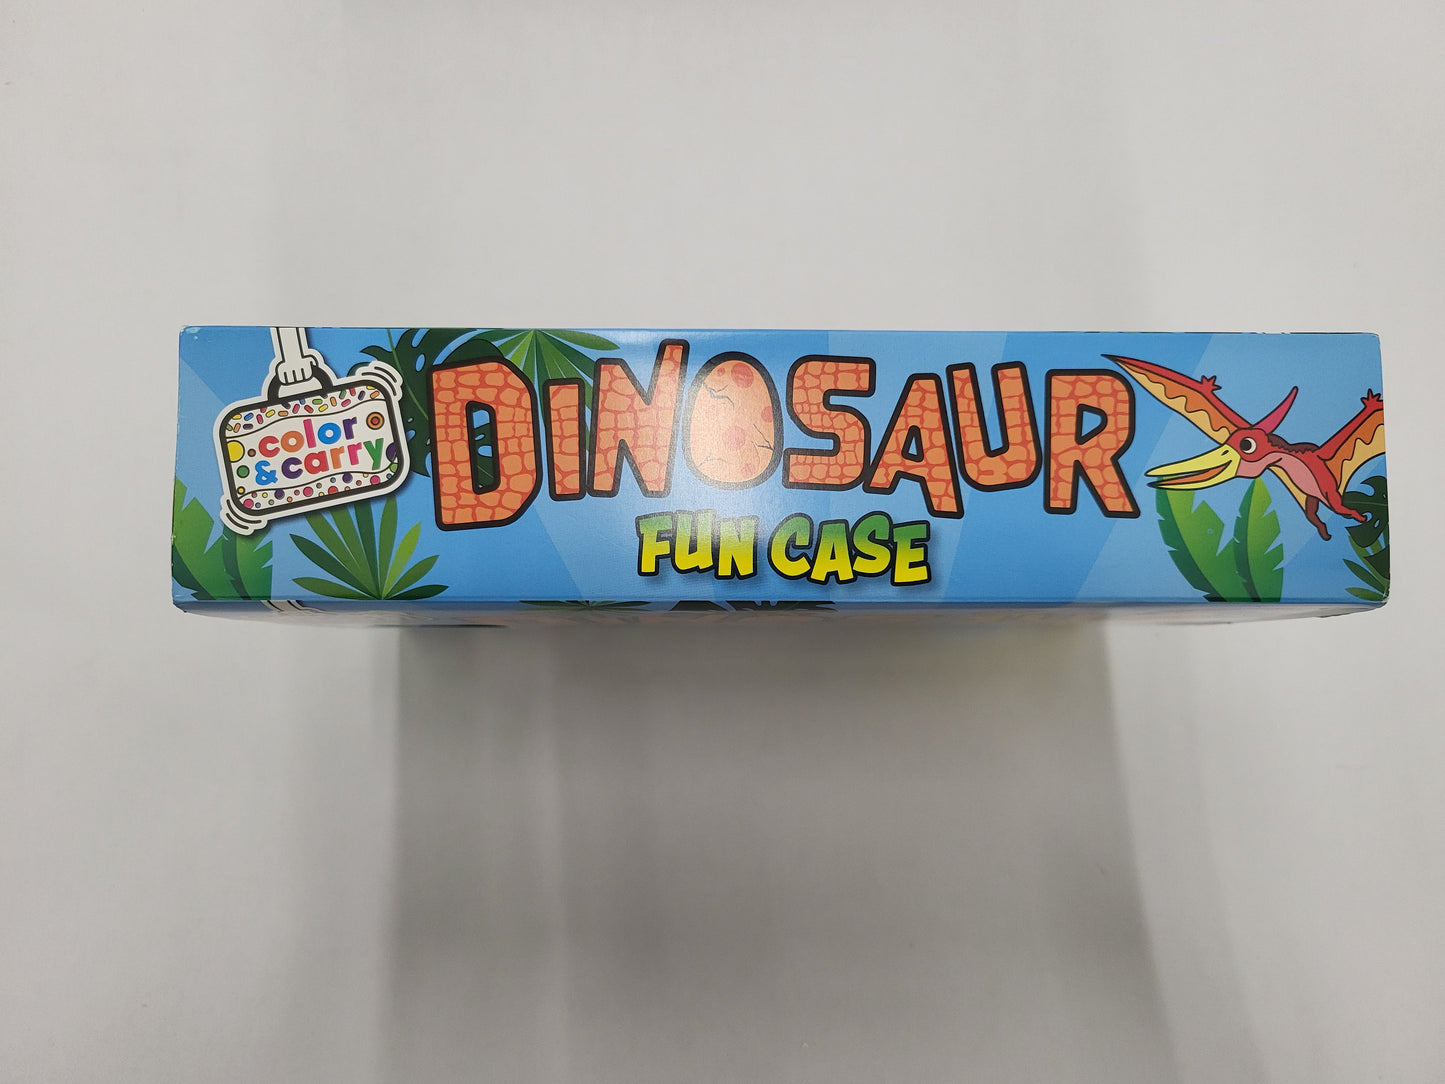 color
& carry
DINOSAUR
FUN CASE